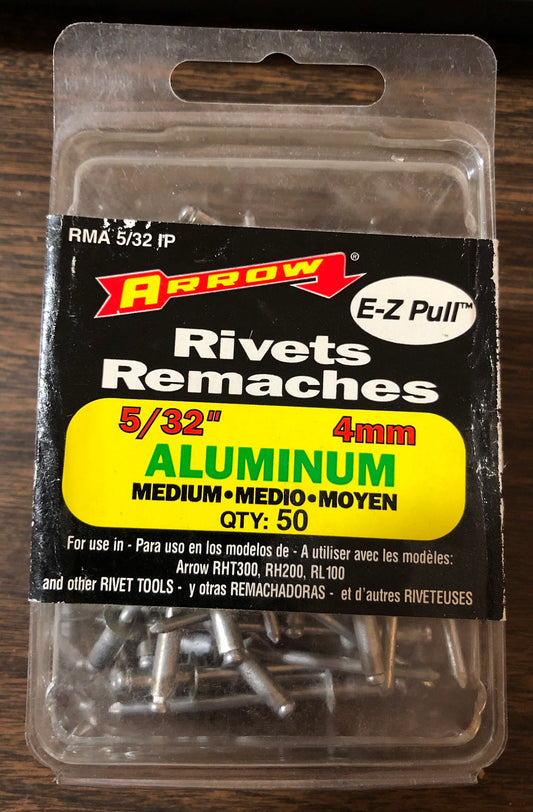 RMA 5/32 IP
ARROW®
E-Z Pull™
Rivets
Remaches
5/32" 4mm
ALUMINUM
MEDIUM•MEDIO•MOYEN
QTY: 50
For use in - Para uso en los modelos de - A utiliser avec les modèles:
Arrow RHT300, RH200, RL100
and other RIVET TOOLS - y otras REMACHADORAS - et d'autres RIVETEUSES